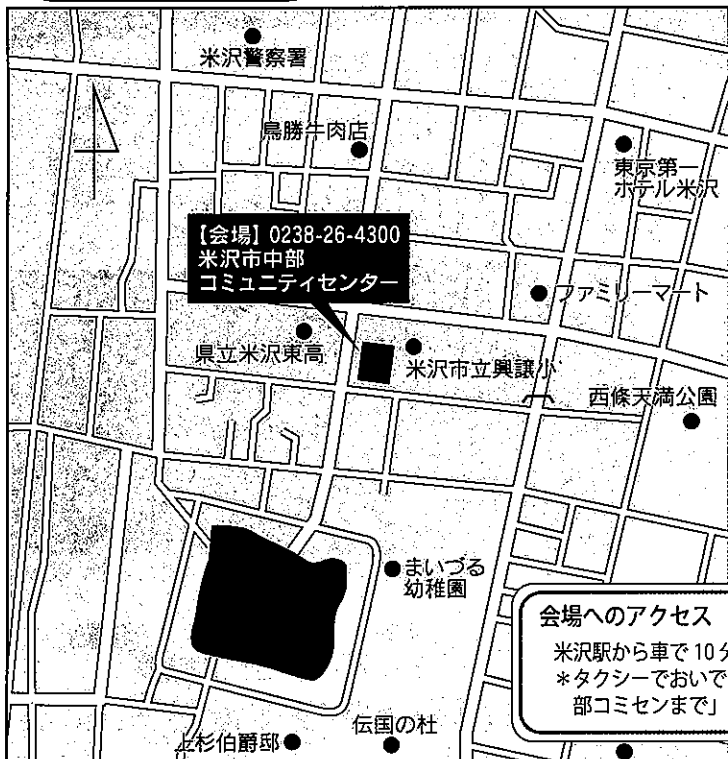 米沢警察署
鳥勝牛肉店
東京第一
ホテル米沢
【会場】0238-26-4300
米沢市中部
コミュニティセンター
ファミリーマート
県立米沢東高
米沢市立興譲小
西條天満公園
まいづる
幼稚園
会場へのアクセス
米沢駅から車で10分
*タクシーでおいで
部コミセンまで」
上杉伯爵邸
伝国の杜